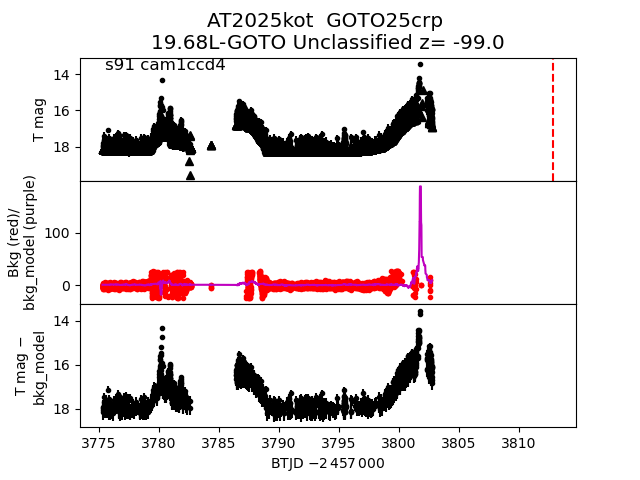 AT2025kot  GOTO25crp
19.68L-GOTO Unclassified z= -99.0
s91 cam1ccd4
T mag
14
16
18
Bkg (red)/
bkg_model (purple)
100
0
T mag −
bkg_model
14
16
18
3775 3780 3785 3790 3795 3800 3805 3810
BTJD −2 457 000